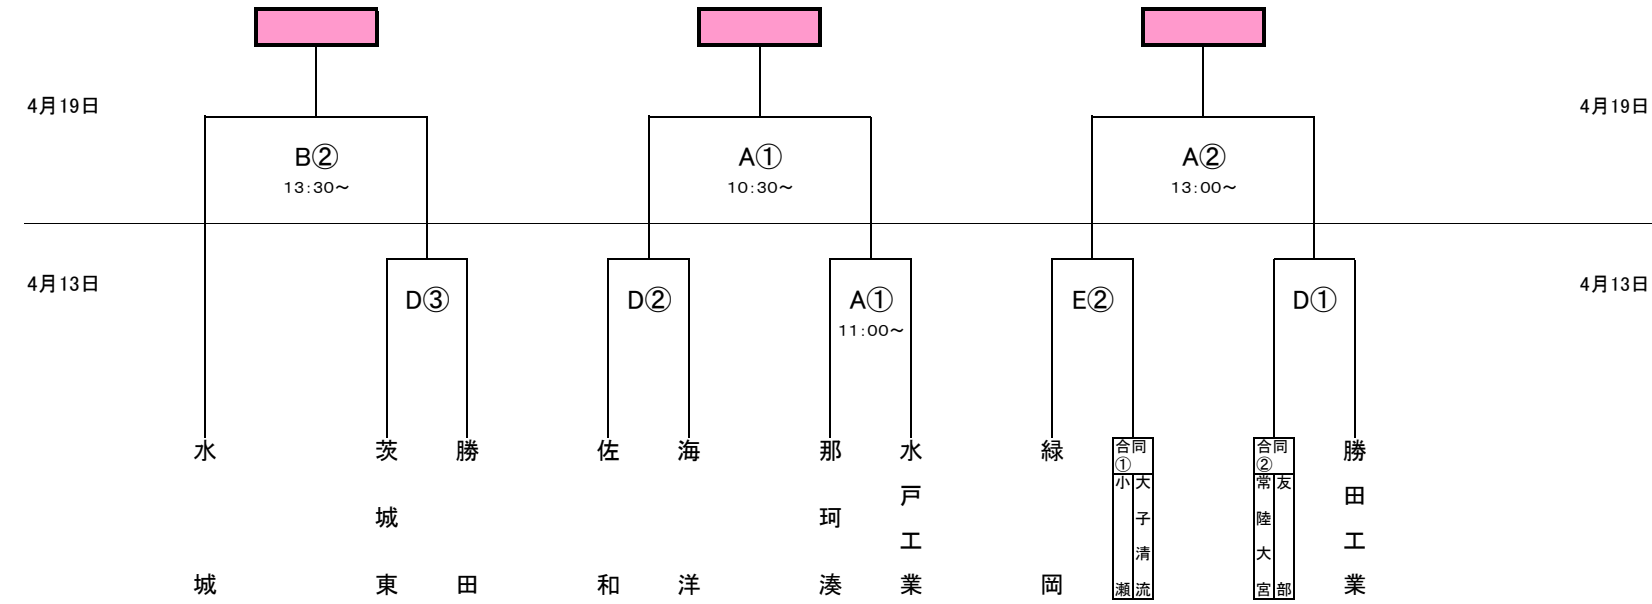 4月19日
4月19日
B②
13:30～
A①
10:30～
A②
13:00～
4月13日
4月13日
D③
D②
A①
11:00～
E②
D①
水城
茨城東
勝田
佐和
海洋
那珂湊
水戸工業
緑岡
合同①
小瀬
大子清流
合同②
常陸大宮
友部
勝田工業